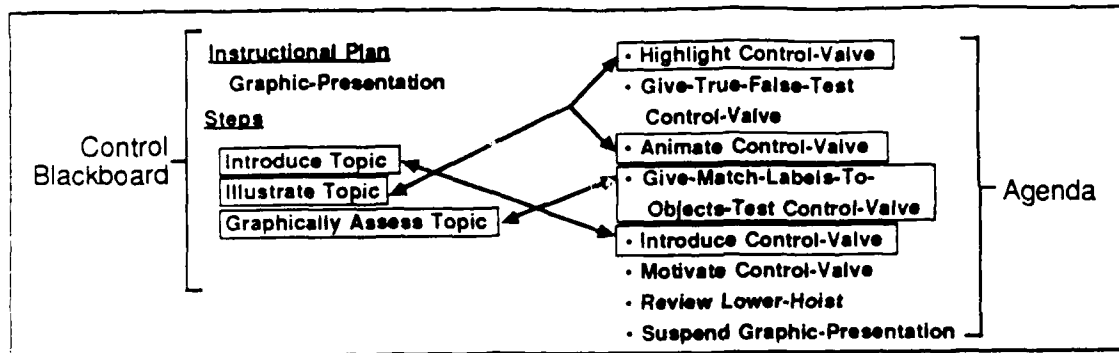 Control
Blackboard
Instructional Plan
Graphic-Presentation
Steps
Introduce Topic
Illustrate Topic
Graphically Assess Topic
• Highlight Control-Valve
• Give-True-False-Test
Control-Valve
• Animate Control-Valve
• Give-Match-Labels-To-
Objects-Test Control-Valve
• Introduce Control-Valve
• Motivate Control-Valve
• Review Lower-Hoist
• Suspend Graphic-Presentation
Agenda